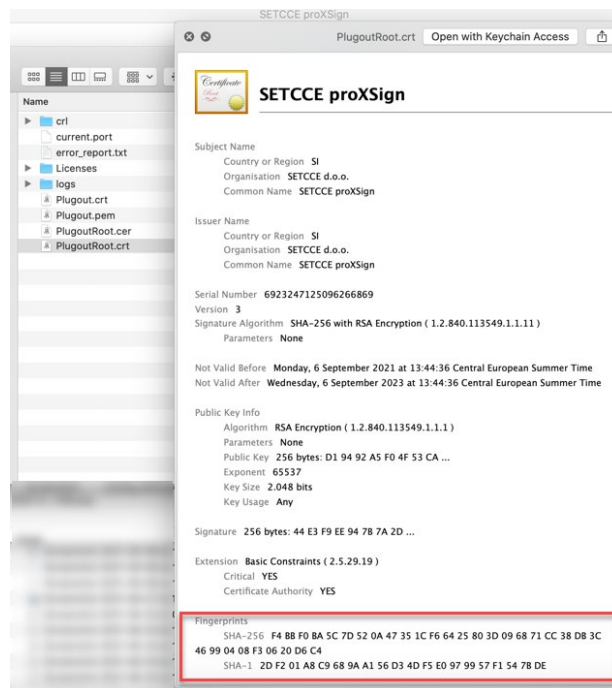 SETCCE proXSign
PlugoutRoot.crt
Open with Keychain Access
Name
crl
current.port
error_report.txt
Licenses
logs
Plugout.crt
Plugout.pem
PlugoutRoot.cer
PlugoutRoot.crt
Certificate
Root
SETCCE proXSign
Subject Name
Country or Region SI
Organisation SETCCE d.o.o.
Common Name SETCCE proXSign
Issuer Name
Country or Region SI
Organisation SETCCE d.o.o.
Common Name SETCCE proXSign
Serial Number 6923247125096266869
Version 3
Signature Algorithm SHA-256 with RSA Encryption ( 1.2.840.113549.1.1.11 )
Parameters None
Not Valid Before Monday, 6 September 2021 at 13:44:36 Central European Summer Time
Not Valid After Wednesday, 6 September 2023 at 13:44:36 Central European Summer Time
Public Key Info
Algorithm RSA Encryption ( 1.2.840.113549.1.1.1 )
Parameters None
Public Key 256 bytes: D1 94 92 A5 F0 4F 53 CA ...
Exponent 65537
Key Size 2.048 bits
Key Usage Any
Signature 256 bytes: 44 E3 F9 EE 94 78 7A 2D ...
Extension Basic Constraints ( 2.5.29.19 )
Critical YES
Certificate Authority YES
Fingerprints
SHA-256 F4 BB F0 BA 5C 7D 52 0A 47 35 1C F6 64 25 80 3D 09 68 71 CC 38 DB 3C
46 99 04 08 F3 06 20 D6 C4
SHA-1 2D F2 01 A8 C9 68 9A A1 56 D3 4D F5 E0 97 99 57 F1 54 7B DE